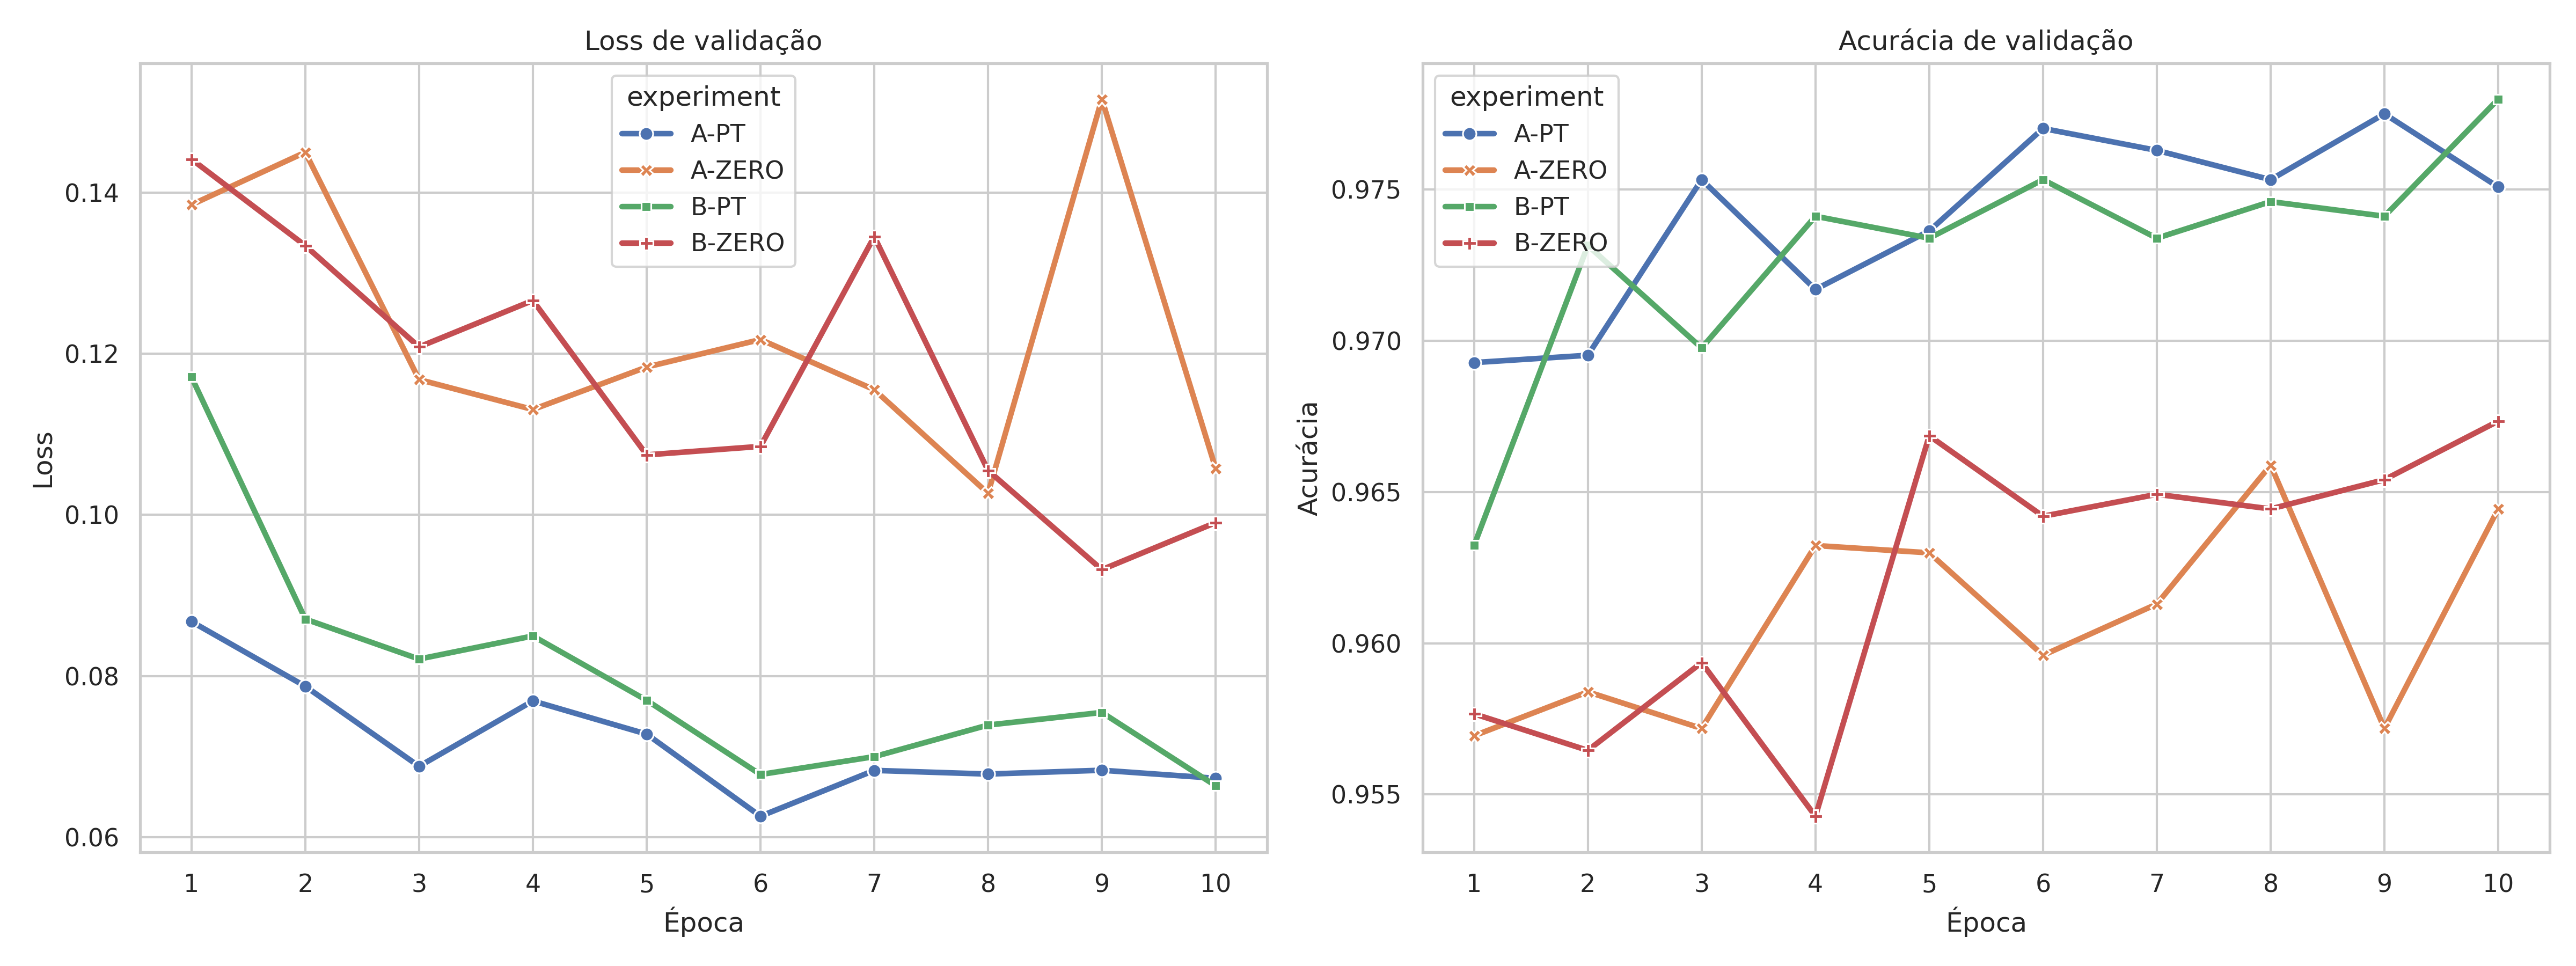 Loss de validação
experiment
A-PT
A-ZERO
B-PT
B-ZERO
0.14
0.12
0.10
0.08
0.06
Loss
1 2 3 4 5 6 7 8 9 10
Época
Acurácia de validação
experiment
A-PT
A-ZERO
B-PT
B-ZERO
0.975
0.970
0.965
0.960
0.955
Acurácia
1 2 3 4 5 6 7 8 9 10
Época